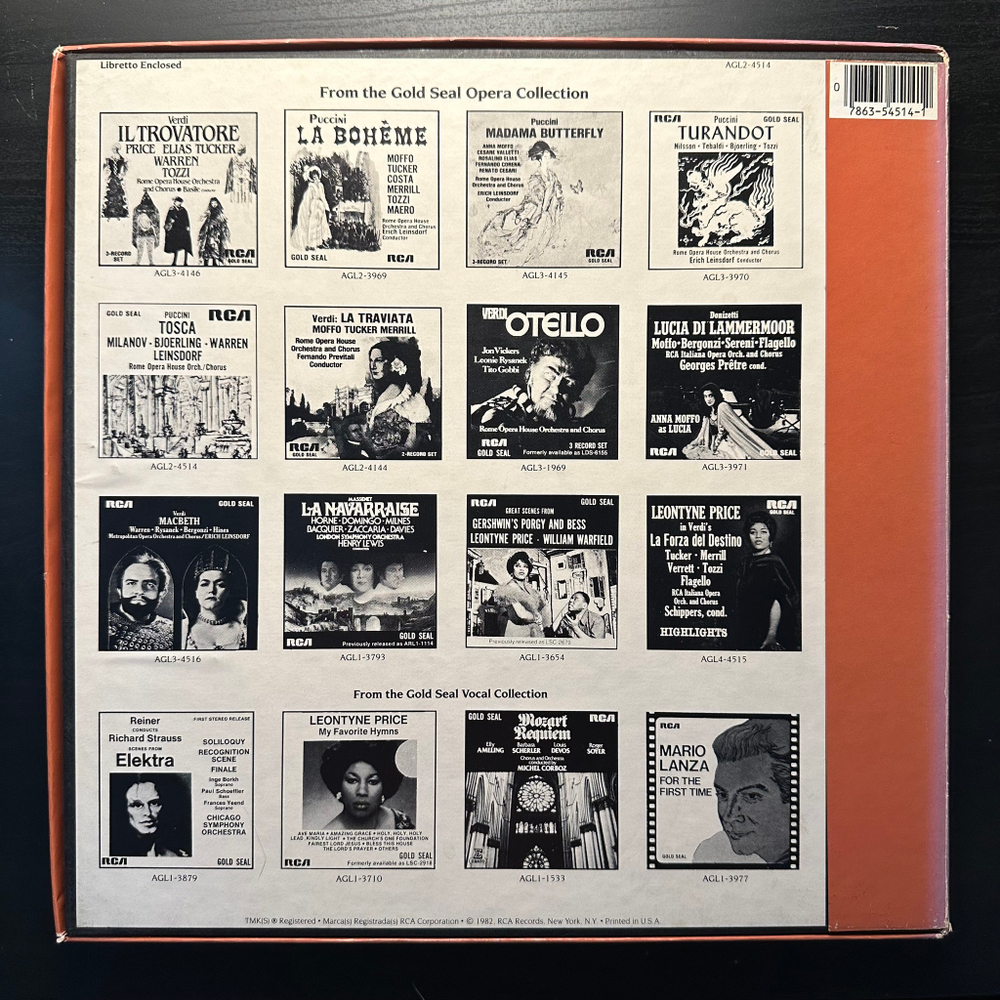 Libretto Enclosed
AGL2-4514
0
7863-54514-1
From the Gold Seal Opera Collection
Verdi
IL TROVATORE
PRICE ELIAS TUCKER
WARREN
TOZZI
Rome Opera House Orchestra
and Chorus • Basile conductor
3-RECORD
SET
RCA
GOLD SEAL
AGL3-4146
Puccini
LA BOHÈME
MOFFO
TUCKER
COSTA
MERRILL
TOZZI
MAERO
Rome Opera House
Orchestra and Chorus
Erich Leinsdorf
Conductor
GOLD SEAL
RCA
AGL2-3969
Puccini
MADAMA BUTTERFLY
ANNA MOFFO
CESARE VALLETTI
ROSALIND ELIAS
FERNANDO CORENA
RENATO CESARI
Rome Opera House
Orchestra and Chorus
ERICH LEINSDORF
Conductor
3-RECORD SET
RCA
GOLD SEAL
AGL3-4145
RCA
Puccini
GOLD SEAL
TURANDOT
Nilsson • Tebaldi • Bjoerling • Tozzi
Rome Opera House Orchestra and Chorus
Erich Leinsdorf conductor
AGL3-3970
GOLD SEAL
PUCCINI
RCA
TOSCA
MILANOV · BJOERLING · WARREN
LEINSDORF
Rome Opera House Orch./Chorus
AGL2-4514
Verdi: LA TRAVIATA
MOFFO TUCKER MERRILL
Rome Opera House
Orchestra and Chorus
Fernando Previtali
Conductor
RCA
GOLD SEAL
2-RECORD SET
AGL2-4144
VERDI
OTELLO
Jon Vickers
Leonie Rysanek
Tito Gobbi
Rome Opera House Orchestra and Chorus
RCA
GOLD SEAL
3 RECORD SET
Formerly available as LDS-6155
AGL3-1969
Donizetti
LUCIA DI LAMMERMOOR
Moffo·Bergonzi·Sereni·Flagello
RCA Italiana Opera Orch. and Chorus
Georges Prêtre cond.
ANNA MOFFO
as LUCIA
RCA
GOLD SEAL
AGL3-3971
RCA
GOLD SEAL
Verdi
MACBETH
Warren · Rysanek · Bergonzi · Hines
Metropolitan Opera Orchestra and Chorus/ERICH LEINSDORF
AGL3-4516
MASSENET
LA NAVARRAISE
HORNE · DOMINGO · MILNES
BACQUIER · ZACCARIA · DAVIES
LONDON SYMPHONY ORCHESTRA
HENRY LEWIS
GOLD SEAL
RCA
Previously released as ARL1-1114
AGL1-3793
RCA
GOLD SEAL
GREAT SCENES FROM
GERSHWIN'S PORGY AND BESS
LEONTYNE PRICE · WILLIAM WARFIELD
Previously released as LSC-2679
AGL1-3654
LEONTYNE PRICE
in Verdi's
La Forza del Destino
Tucker · Merrill
Verrett · Tozzi
Flagello
RCA Italiana Opera
Orch. and Chorus
Schippers, cond.
HIGHLIGHTS
RCA
GOLD SEAL
AGL4-4515
From the Gold Seal Vocal Collection
Reiner
CONDUCTS
Richard Strauss
SCENES FROM
Elektra
FIRST STEREO RELEASE
SOLILOQUY
RECOGNITION
SCENE
FINALE
Inge Borkh
Soprano
Paul Schoeffler
Bass
Frances Yeend
Soprano
CHICAGO
SYMPHONY
ORCHESTRA
RCA
GOLD SEAL
AGL1-3879
LEONTYNE PRICE
My Favorite Hymns
AVE MARIA • AMAZING GRACE • HOLY, HOLY, HOLY
LEAD, KINDLY LIGHT • THE CHURCH'S ONE FOUNDATION
FAIREST LORD JESUS • BLESS THIS HOUSE
THE LORD'S PRAYER • OTHERS
RCA
GOLD SEAL
Formerly available as LSC-2918
AGL1-3710
GOLD SEAL
Mozart
Requiem
RCA
Elly
AMELING
Barbara
SCHERLER
Louis
DEVOS
Roger
SOYER
Chorus and Orchestra
conducted by
MICHEL CORBOZ
AGL1-1533
RCA
MARIO
LANZA
FOR THE
FIRST TIME
GOLD SEAL
AGL1-3977
TMK(S) ® Registered • Marca(s) Registrada(s) RCA Corporation • © 1982, RCA Records, New York, N.Y. • Printed in U.S.A.